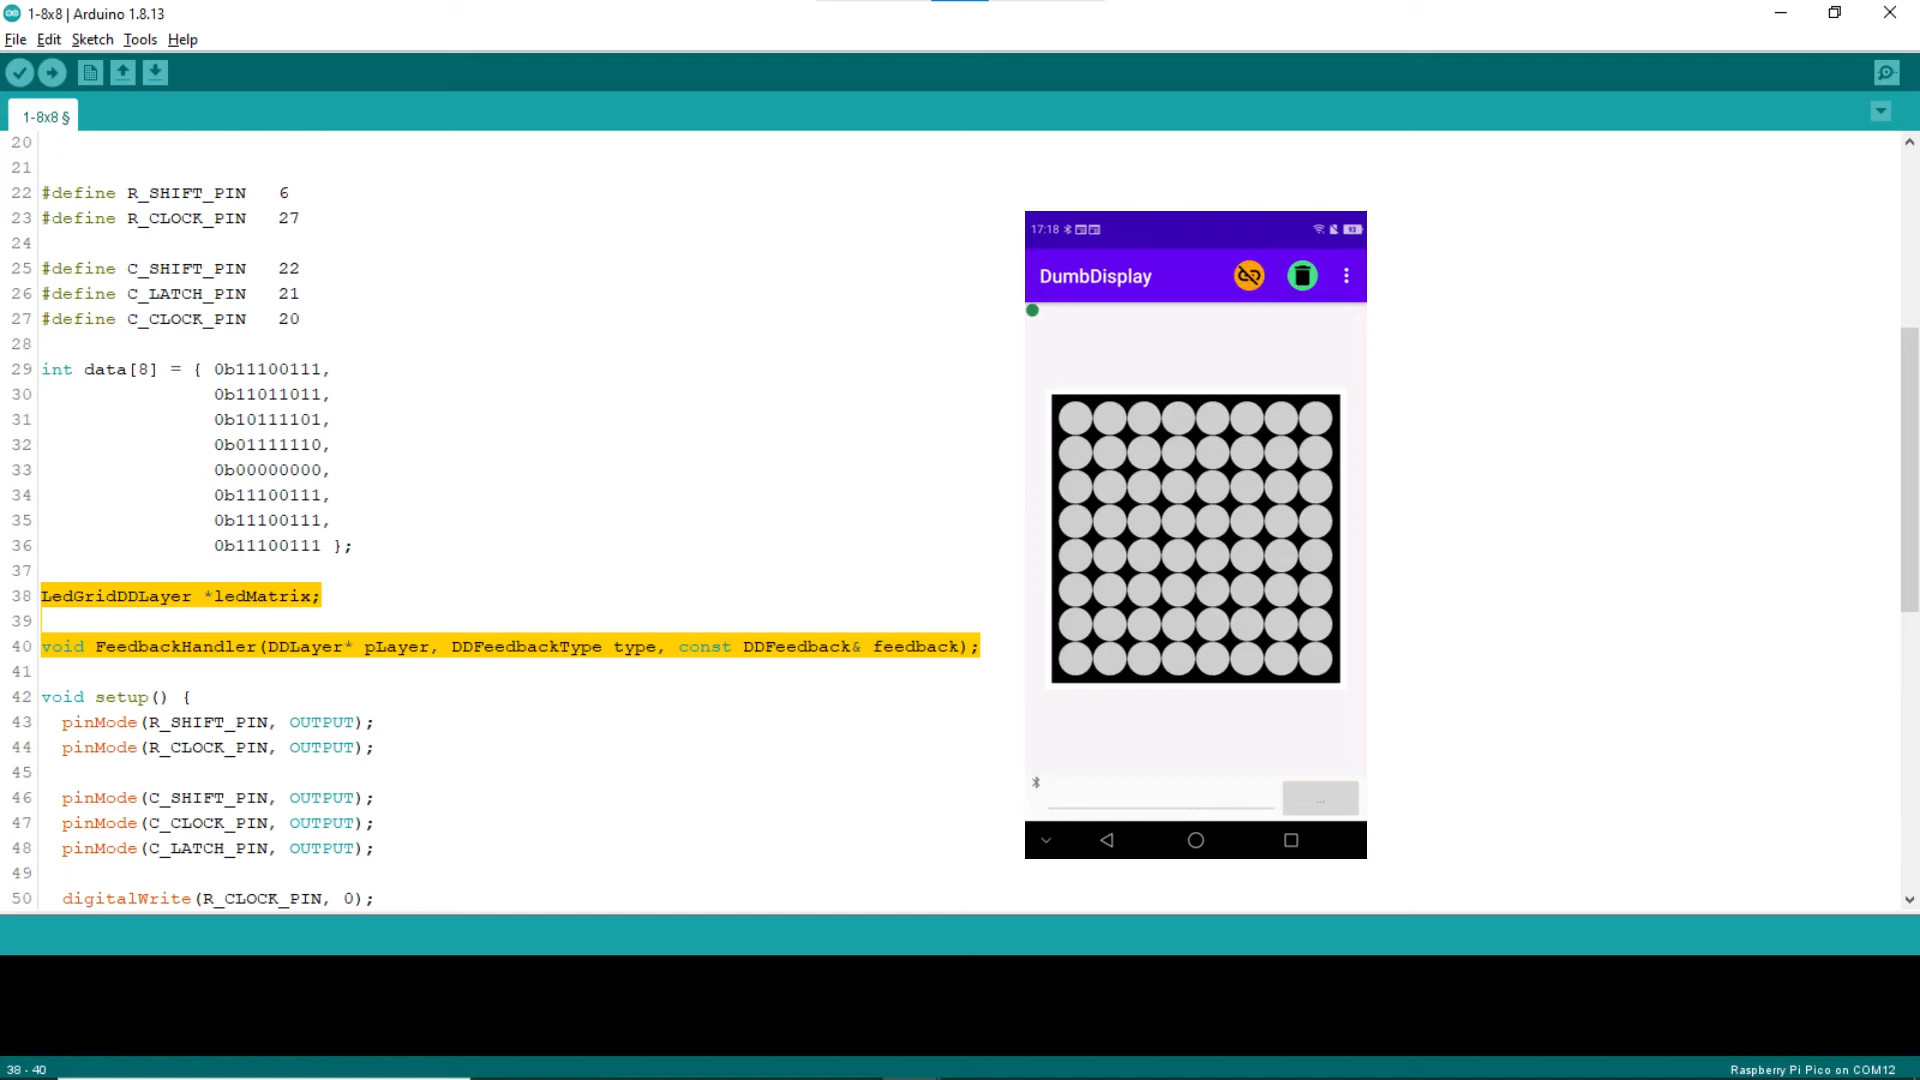 1-8x8 | Arduino 1.8.13
File Edit Sketch Tools Help
1-8x8 §
20
21
22 #define R_SHIFT_PIN 6
23 #define R_CLOCK_PIN 27
24
25 #define C_SHIFT_PIN 22
26 #define C_LATCH_PIN 21
27 #define C_CLOCK_PIN 20
28
29 int data[8] = { 0b11100111,
30 0b11011011,
31 0b10111101,
32 0b01111110,
33 0b00000000,
34 0b11100111,
35 0b11100111,
36 0b11100111 };
37
38 LedGridDDLayer *ledMatrix;
39
40 void FeedbackHandler(DDLayer* pLayer, DDFeedbackType type, const DDFeedback& feedback);
41
42 void setup() {
43 pinMode(R_SHIFT_PIN, OUTPUT);
44 pinMode(R_CLOCK_PIN, OUTPUT);
45
46 pinMode(C_SHIFT_PIN, OUTPUT);
47 pinMode(C_CLOCK_PIN, OUTPUT);
48 pinMode(C_LATCH_PIN, OUTPUT);
49
50 digitalWrite(R_CLOCK_PIN, 0);
17:18
93
DumbDisplay
...
38 - 40
Raspberry Pi Pico on COM12